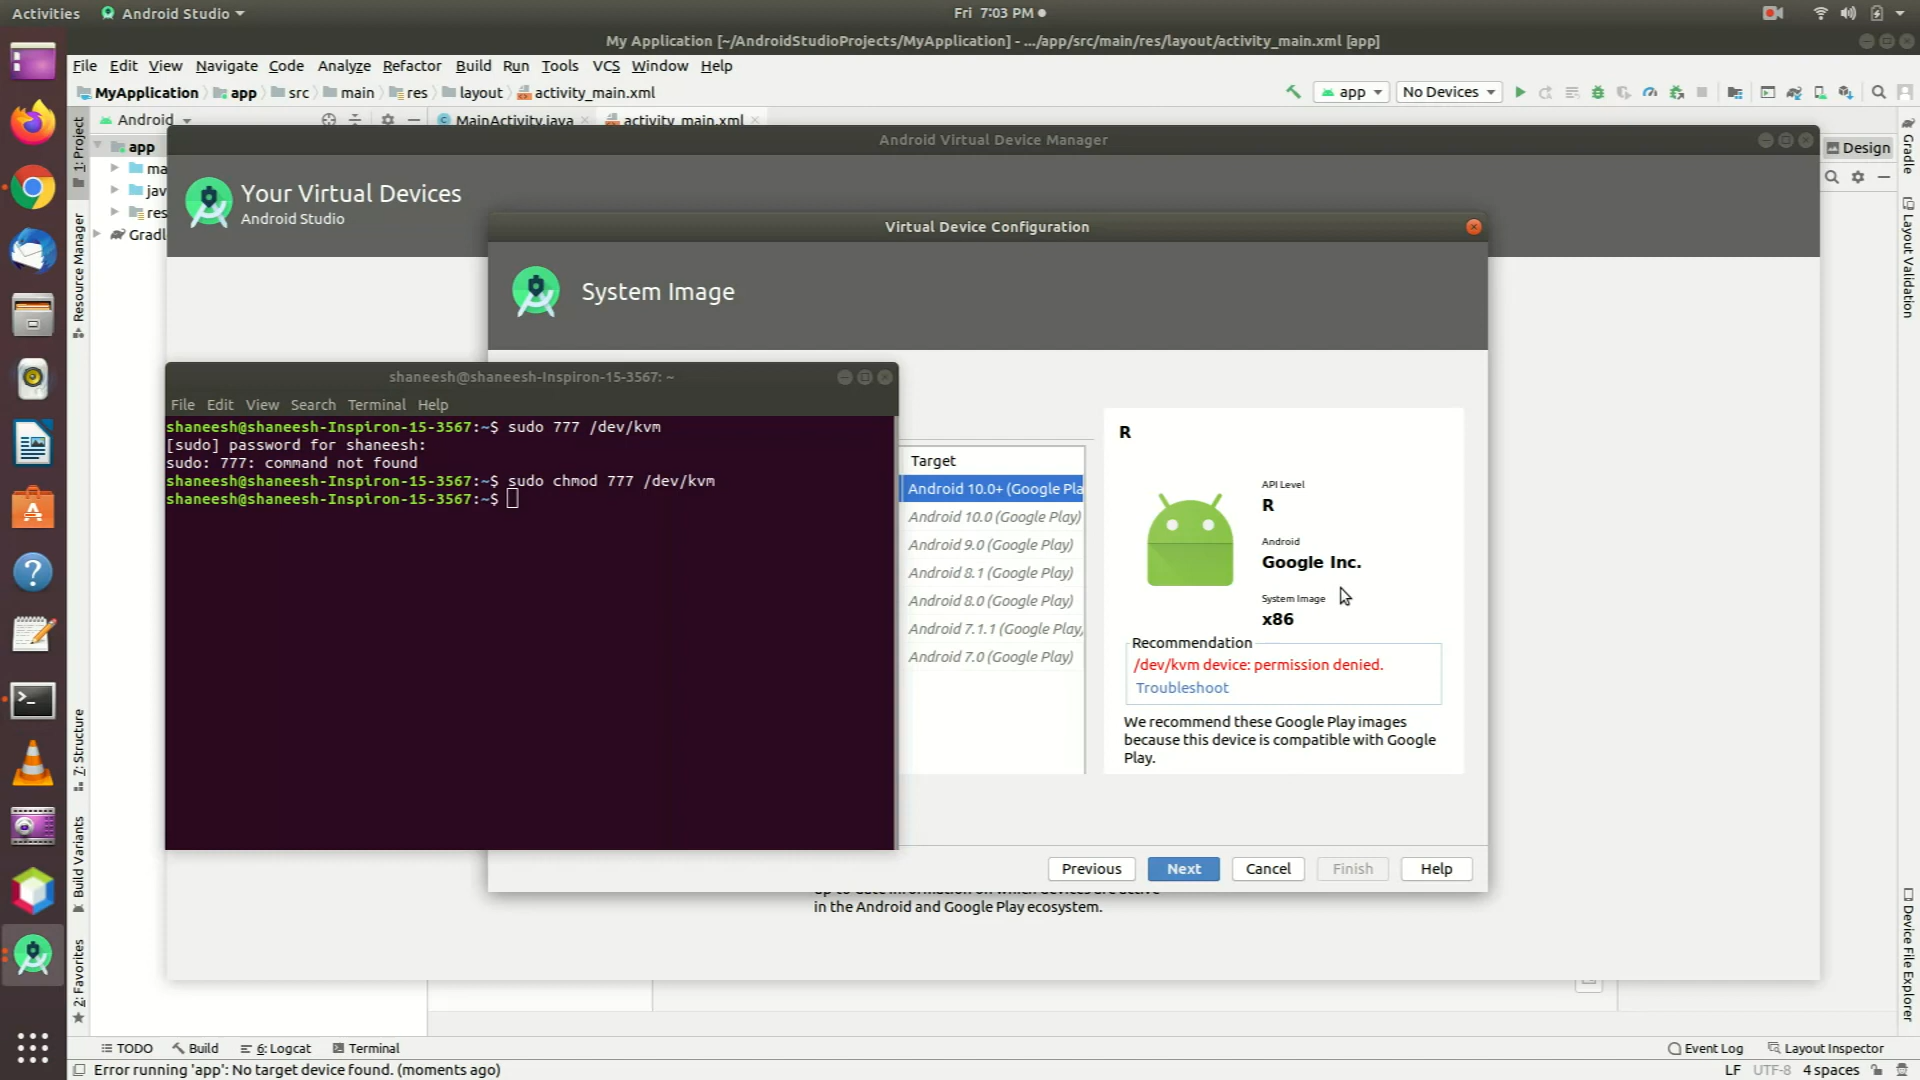 Activities
Android Studio
Fri 7:03 PM
My Application [~/AndroidStudioProjects/MyApplication] - .../app/src/main/res/layout/activity_main.xml [app]
File Edit View Navigate Code Analyze Refactor Build Run Tools VCS Window Help
MyApplication app src main res layout activity_main.xml
app
No Devices
Android
MainActivity.java
activity_main.xml
1: Project
Resource Manager
7: Structure
Build Variants
2: Favorites
app
ma
jav
res
Gradl
Android Virtual Device Manager
Your Virtual Devices
Android Studio
Design
Gradle
Layout Validation
Device File Explorer
Virtual Device Configuration
System Image
shaneesh@shaneesh-Inspiron-15-3567: ~
File Edit View Search Terminal Help
shaneesh@shaneesh-Inspiron-15-3567:~$ sudo 777 /dev/kvm
[sudo] password for shaneesh:
sudo: 777: command not found
shaneesh@shaneesh-Inspiron-15-3567:~$ sudo chmod 777 /dev/kvm
shaneesh@shaneesh-Inspiron-15-3567:~$
Target
Android 10.0+ (Google Pla
Android 10.0 (Google Play)
Android 9.0 (Google Play)
Android 8.1 (Google Play)
Android 8.0 (Google Play)
Android 7.1.1 (Google Play)
Android 7.0 (Google Play)
R
API Level
R
Android
Google Inc.
System Image
x86
Recommendation
/dev/kvm device: permission denied.
Troubleshoot
We recommend these Google Play images
because this device is compatible with Google
Play.
Previous
Next
Cancel
Finish
Help
in the Android and Google Play ecosystem.
TODO
Build
6: Logcat
Terminal
Event Log
Layout Inspector
Error running 'app': No target device found. (moments ago)
LF UTF-8 4 spaces